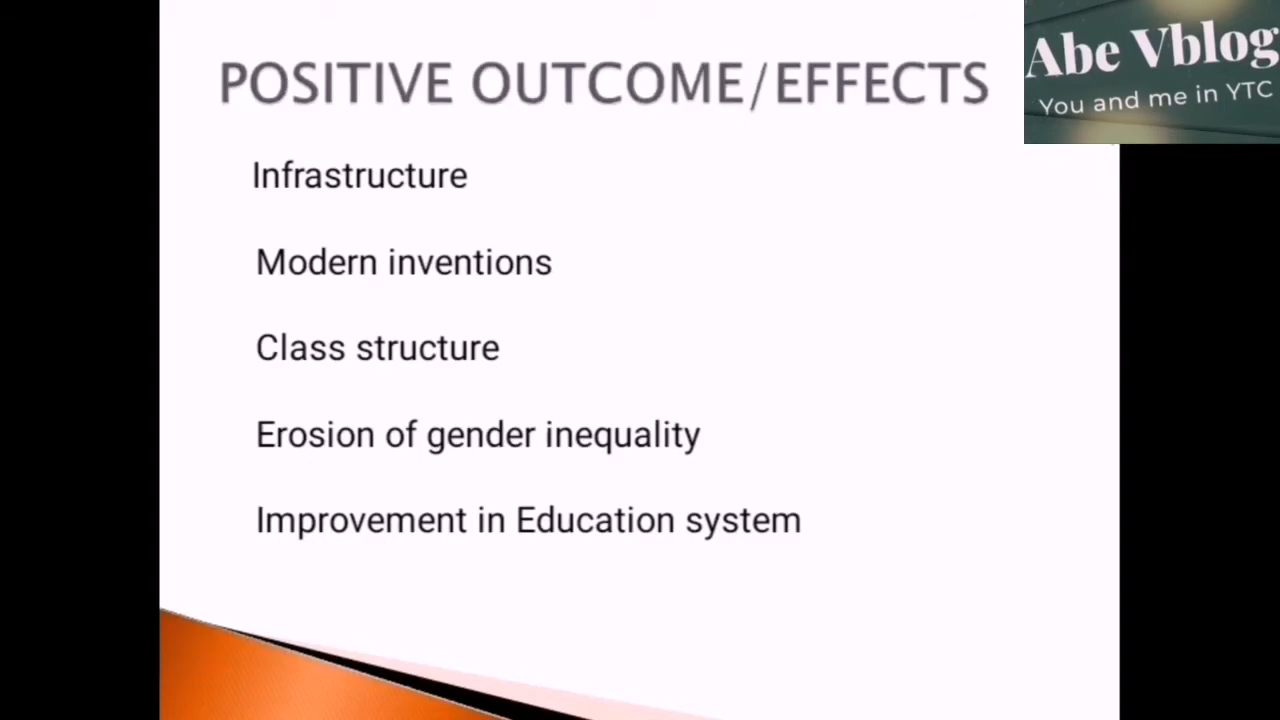 POSITIVE OUTCOME/EFFECTS
Abe Vblog
You and me in YTC
Infrastructure
Modern inventions
Class structure
Erosion of gender inequality
Improvement in Education system